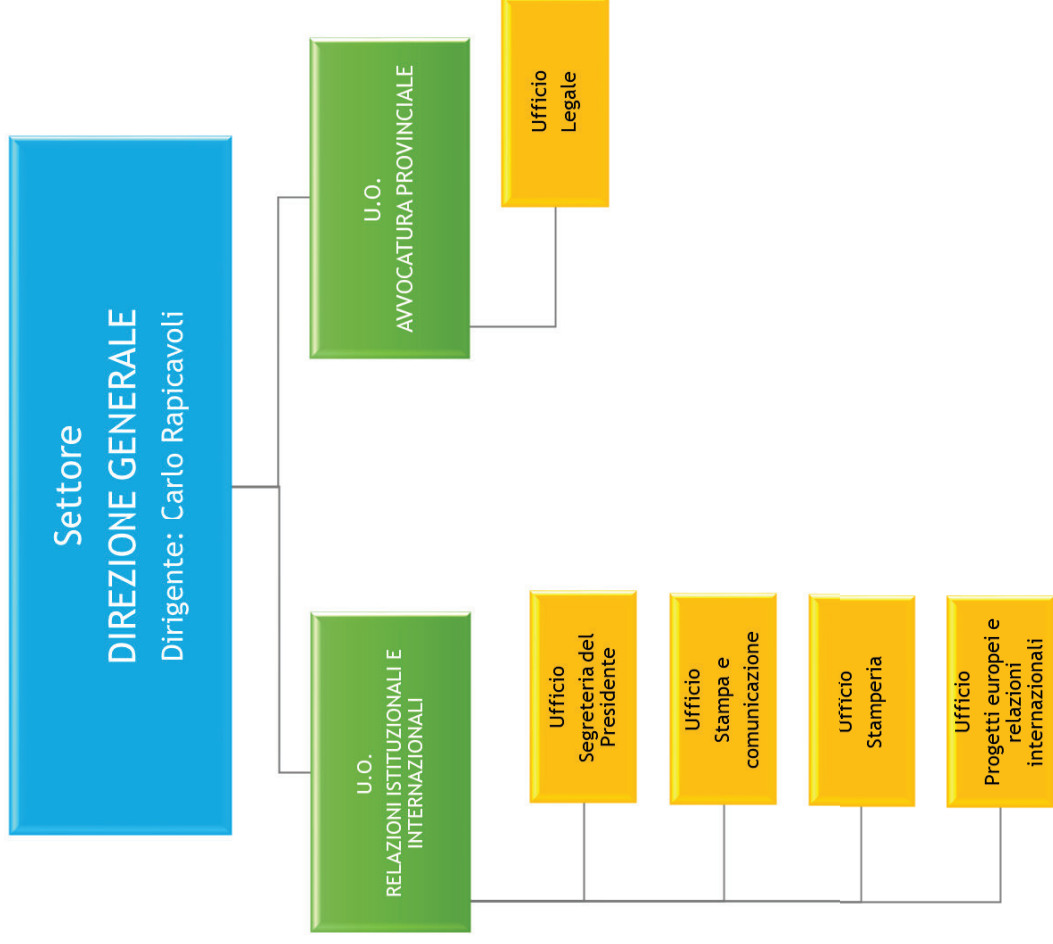 Settore
DIREZIONE GENERALE
Dirigente: Carlo Rapicavoli
U.O.
RELAZIONI ISTITUZIONALI E
INTERNAZIONALI
Ufficio
Segreteria del
Presidente
Ufficio
Stampa e
comunicazione
Ufficio
Stamperia
Ufficio
Progetti europei e
relazioni
internazionali
U.O.
AVVOCATURA PROVINCIALE
Ufficio
Legale